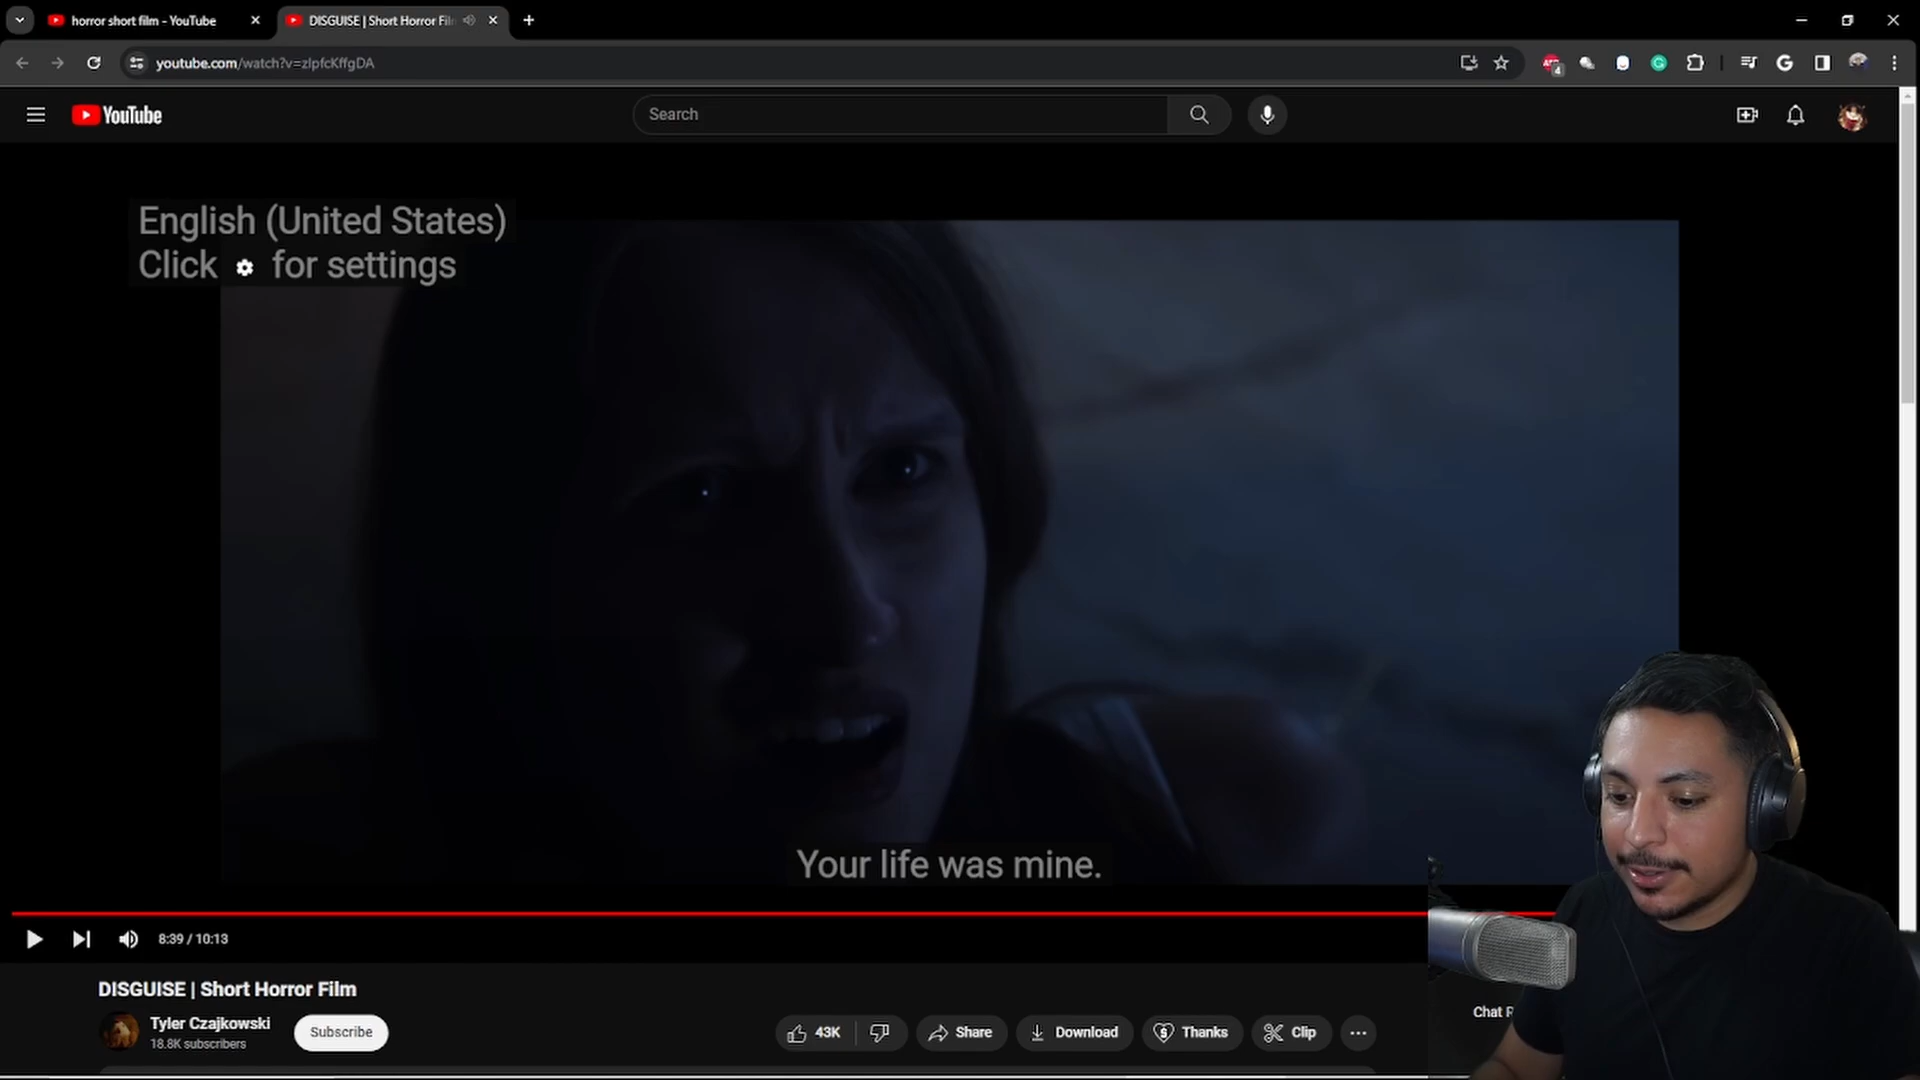 horror short film - YouTube
DISGUISE | Short Horror Fil
youtube.com/watch?v=zlpfcKffgDA
4
YouTube
Search
English (United States)
Click for settings
Your life was mine.
8:39 / 10:13
DISGUISE | Short Horror Film
Tyler Czajkowski
18.8K subscribers
Subscribe
43K
Share
Download
Thanks
Clip
Chat R